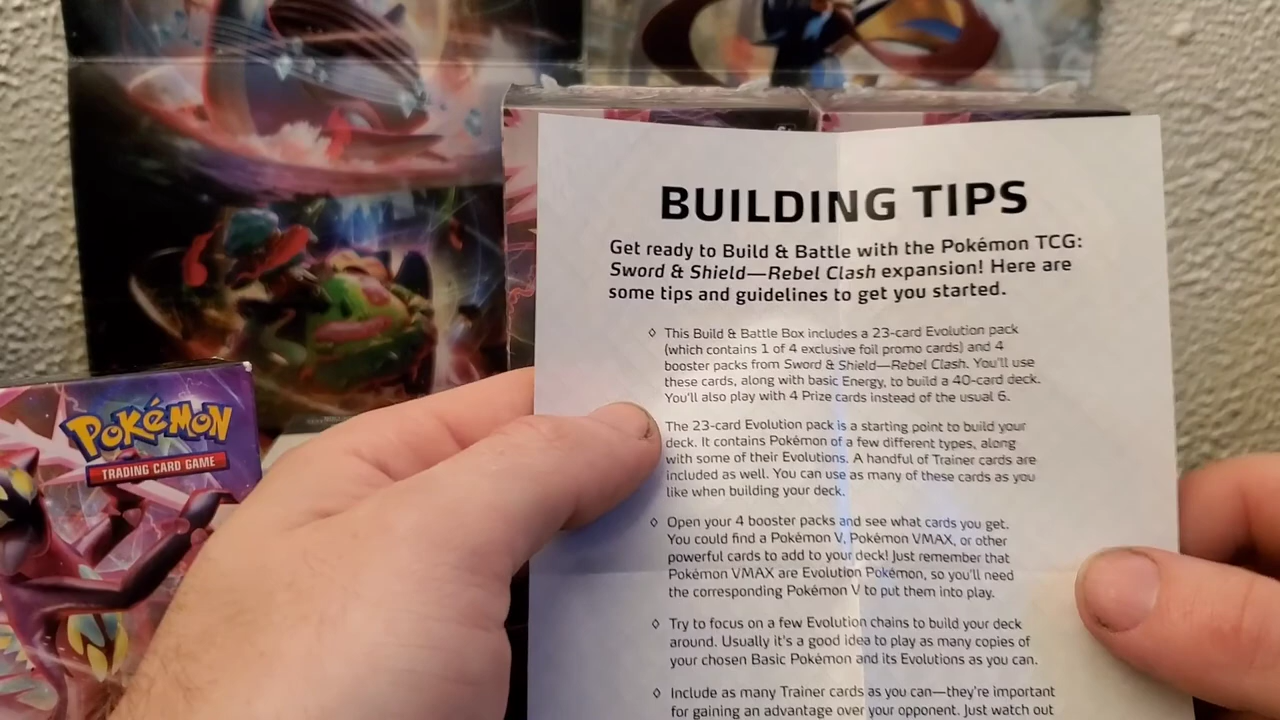 BUILDING TIPS
Get ready to Build & Battle with the Pokémon TCG:
Sword & Shield—Rebel Clash expansion! Here are
some tips and guidelines to get you started.
◊ This Build & Battle Box includes a 23-card Evolution pack
(which contains 1 of 4 exclusive foil promo cards) and 4
booster packs from Sword & Shield—Rebel Clash. You'll use
these cards, along with basic Energy, to build a 40-card deck.
You'll also play with 4 Prize cards instead of the usual 6.
The 23-card Evolution pack is a starting point to build your
deck. It contains Pokémon of a few different types, along
with some of their Evolutions. A handful of Trainer cards are
included as well. You can use as many of these cards as you
like when building your deck.
◊ Open your 4 booster packs and see what cards you get.
You could find a Pokémon V, Pokémon VMAX, or other
powerful cards to add to your deck! Just remember that
Pokémon VMAX are Evolution Pokémon, so you'll need
the corresponding Pokémon V to put them into play.
◊ Try to focus on a few Evolution chains to build your deck
around. Usually it's a good idea to play as many copies of
your chosen Basic Pokémon and its Evolutions as you can.
◊ Include as many Trainer cards as you can—they're important
for gaining an advantage over your opponent. Just watch out
POKéMON
TRADING CARD GAME